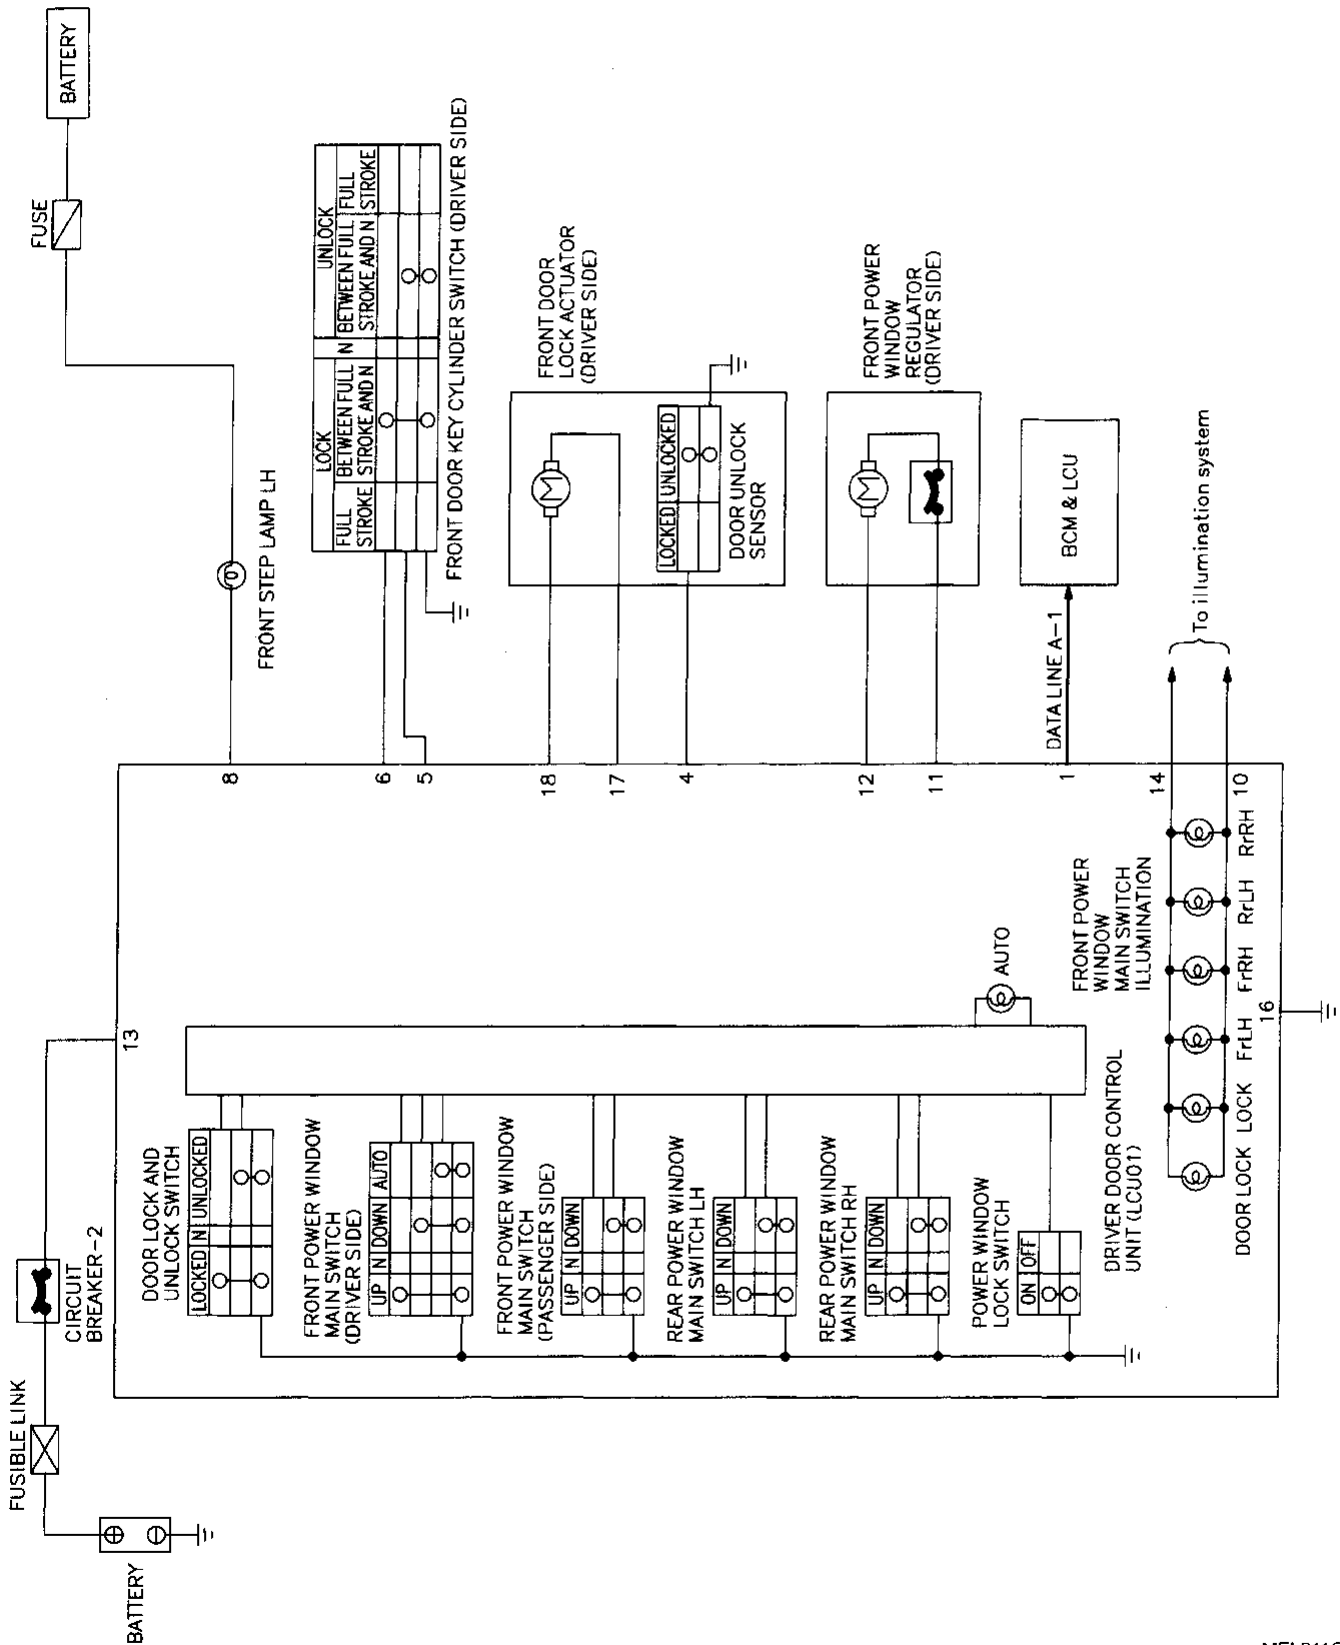 BATTERY
FUSIBLE LINK
CIRCUIT
BREAKER-2
13
DOOR LOCK AND
UNLOCK SWITCH
LOCKED N UNLOCKED
FRONT POWER WINDOW
MAIN SWITCH
(DRIVER SIDE)
UP N DOWN AUTO
FRONT POWER WINDOW
MAIN SWITCH
(PASSENGER SIDE)
UP N DOWN
REAR POWER WINDOW
MAIN SWITCH LH
UP N DOWN
REAR POWER WINDOW
MAIN SWITCH RH
UP N DOWN
POWER WINDOW
LOCK SWITCH
ON OFF
AUTO
DRIVER DOOR CONTROL
UNIT (LCU01)
FRONT POWER
WINDOW
MAIN SWITCH
ILLUMINATION
DOOR LOCK LOCK FrLH FrRH RrLH RrRH
16
8
6
5
18
17
4
12
11
1
14
10
BATTERY
FUSE
FRONT STEP LAMP LH
LOCK N UNLOCK
FULL
STROKE
BETWEEN FULL
STROKE AND N
BETWEEN FULL
STROKE AND N
FULL
STROKE
FRONT DOOR KEY CYLINDER SWITCH (DRIVER SIDE)
M
FRONT DOOR
LOCK ACTUATOR
(DRIVER SIDE)
LOCKED UNLOCKED
DOOR UNLOCK
SENSOR
M
FRONT POWER
WINDOW
REGULATOR
(DRIVER SIDE)
DATA LINE A-1
BCM & LCU
To illumination system